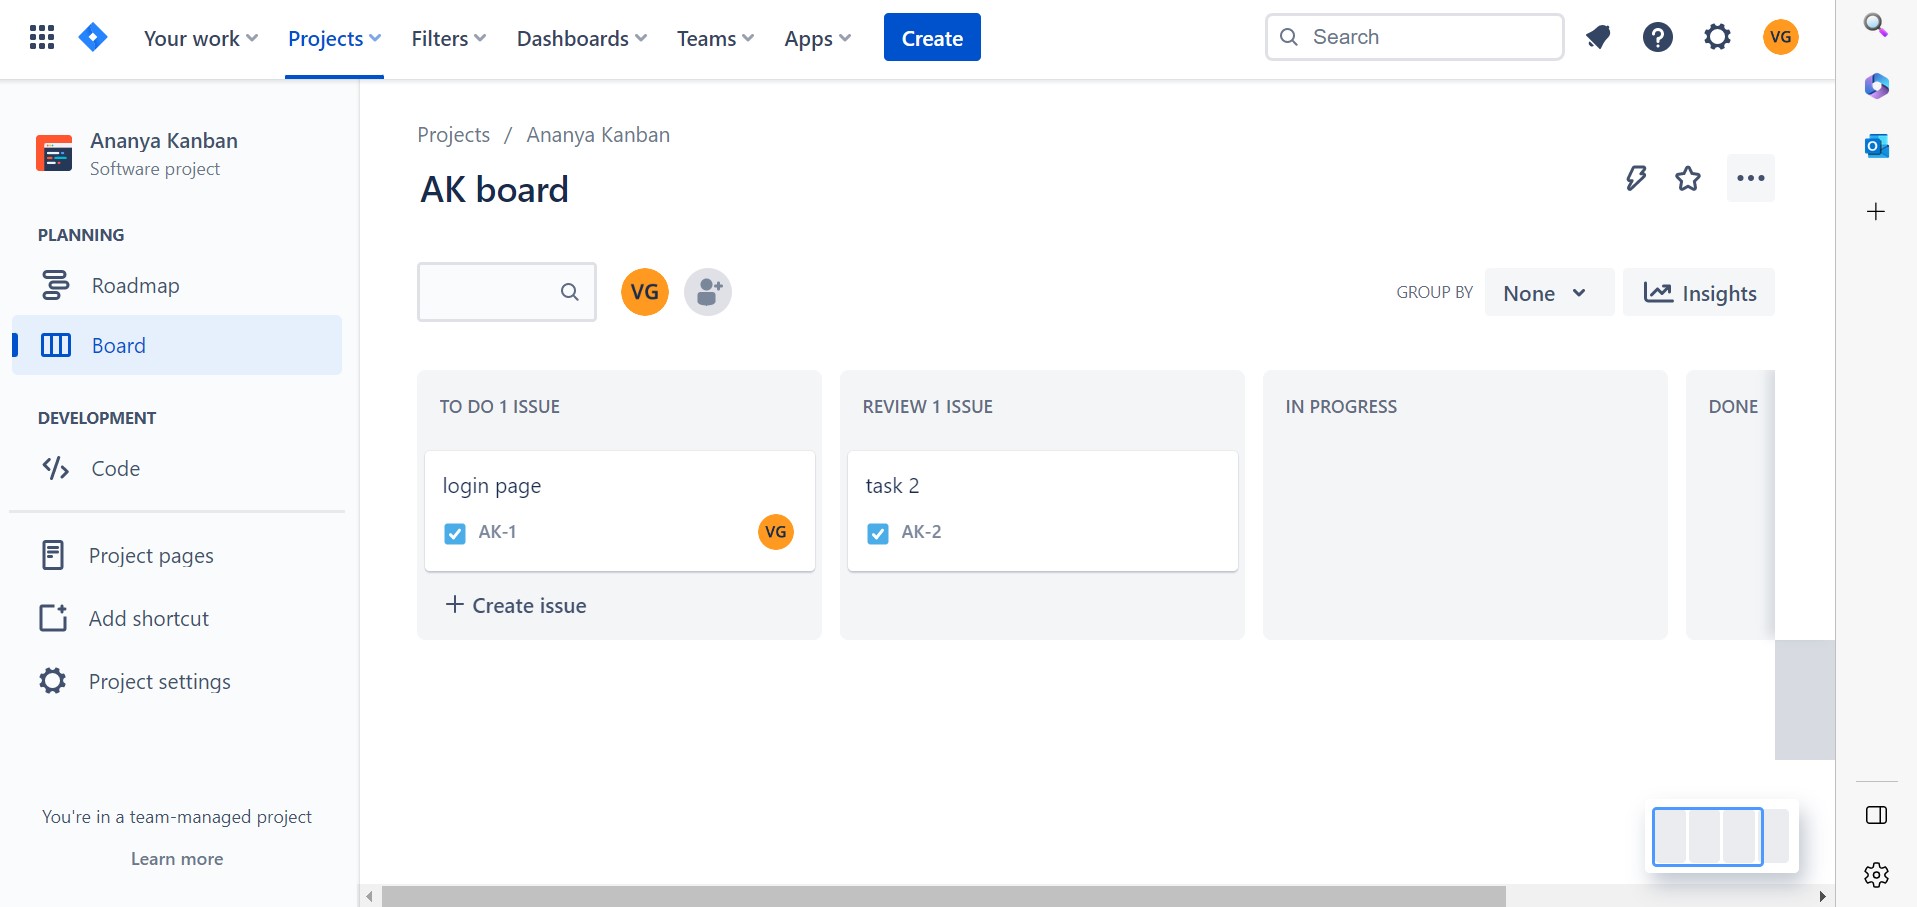 Your work
Projects
Filters
Dashboards
Teams
Apps
Create
Search
VG
Ananya Kanban
Software project
PLANNING
Roadmap
Board
DEVELOPMENT
Code
Project pages
Add shortcut
Project settings
You're in a team-managed project
Learn more
Projects / Ananya Kanban
AK board
VG
GROUP BY
None
Insights
TO DO 1 ISSUE
login page
AK-1
VG
Create issue
REVIEW 1 ISSUE
task 2
AK-2
IN PROGRESS
DONE